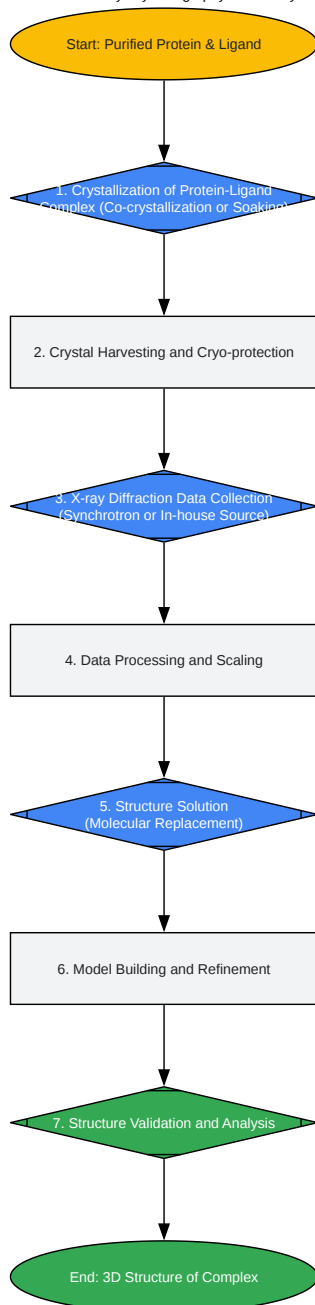 Start: Purified Protein & Ligand
1. Crystallization of Protein-Ligand
Complex (Co-crystallization or Soaking)
2. Crystal Harvesting and Cryo-protection
3. X-ray Diffraction Data Collection
(Synchrotron or In-house Source)
4. Data Processing and Scaling
5. Structure Solution
(Molecular Replacement)
6. Model Building and Refinement
7. Structure Validation and Analysis
End: 3D Structure of Complex